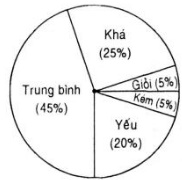 Khá
(25%)
Giỏi (5%)
Kém (5%)
Trung bình
(45%)
Yếu
(20%)